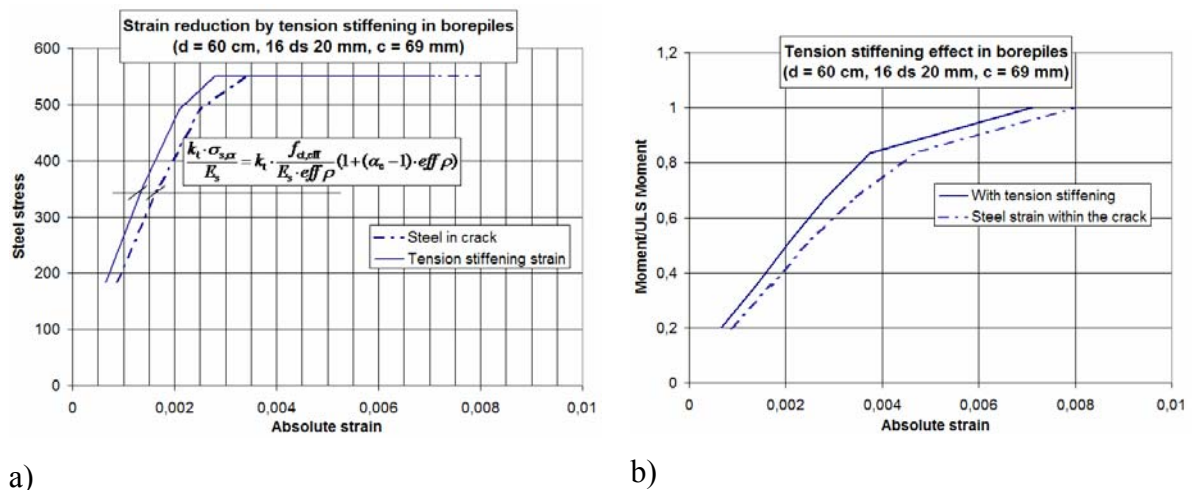 Strain reduction by tension stiffening in borepiles
(d = 60 cm, 16 ds 20 mm, c = 69 mm)
600
500
400
300
200
100
0
Steel stress
k_t · σ_s,cr / E_s = k_t · f_ct,eff / (E_s · eff ρ) (1 + (α_e − 1) · eff ρ)
Steel in crack
Tension stiffening strain
0
0,002
0,004
0,006
0,008
0,01
Absolute strain
a)
Tension stiffening effect in borepiles
(d = 60 cm, 16 ds 20 mm, c = 69 mm)
1,2
1
0,8
0,6
0,4
0,2
0
Moment/ULS Moment
With tension stiffening
Steel strain within the crack
0
0,002
0,004
0,006
0,008
0,01
Absolute strain
b)